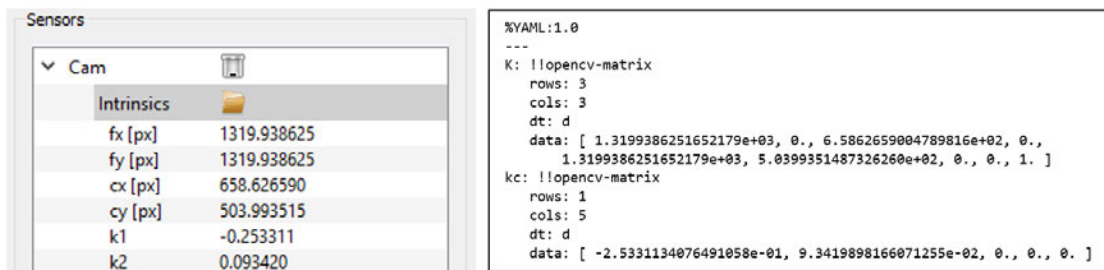 Sensors
Cam
Intrinsics
fx [px] 1319.938625
fy [px] 1319.938625
cx [px] 658.626590
cy [px] 503.993515
k1 -0.253311
k2 0.093420
%YAML:1.0
---
K: !!opencv-matrix
rows: 3
cols: 3
dt: d
data: [ 1.3199386251652179e+03, 0., 6.5862659004789816e+02, 0.,
1.3199386251652179e+03, 5.0399351487326260e+02, 0., 0., 1. ]
kc: !!opencv-matrix
rows: 1
cols: 5
dt: d
data: [ -2.5331134076491058e-01, 9.3419898166071255e-02, 0., 0., 0. ]